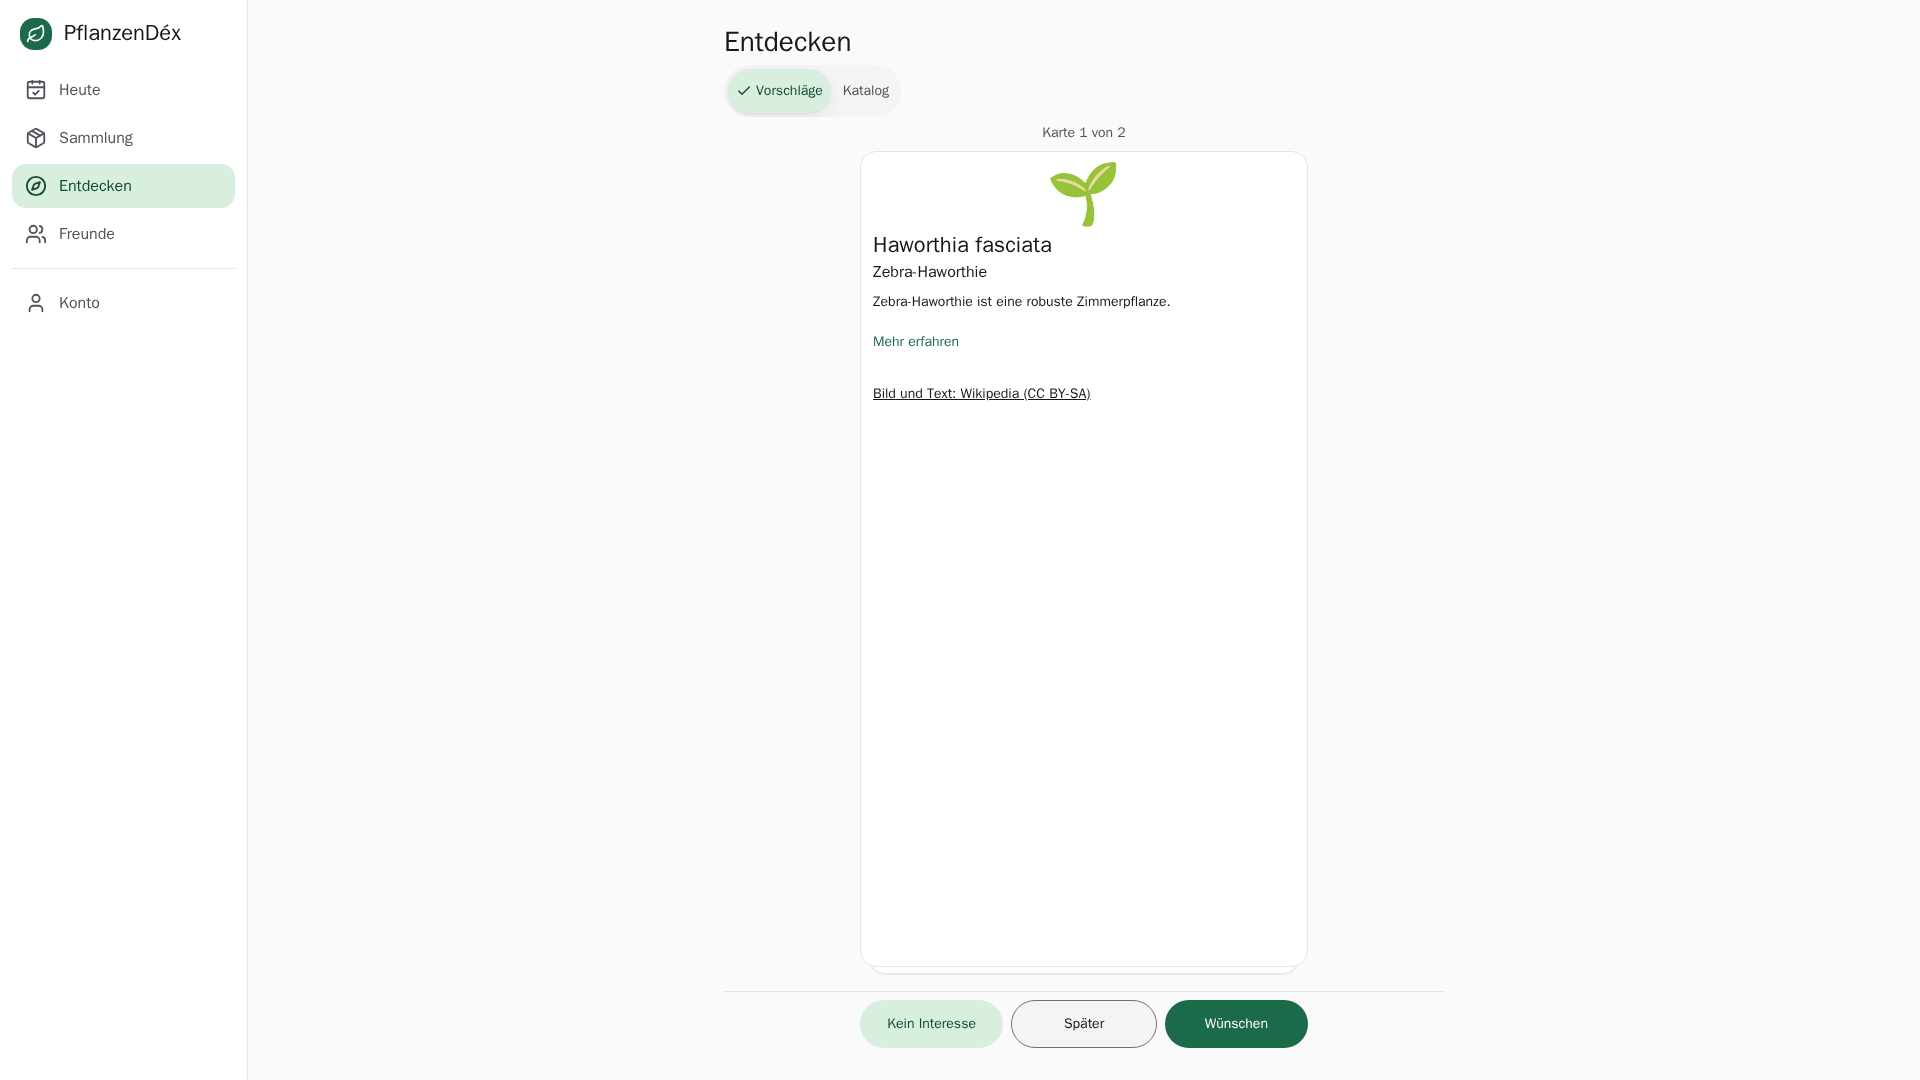 PflanzenDéx
Heute
Sammlung
Entdecken
Freunde
Konto
Entdecken
Vorschläge
Katalog
Karte 1 von 2
Haworthia fasciata
Zebra-Haworthie
Zebra-Haworthie ist eine robuste Zimmerpflanze.
Mehr erfahren
Bild und Text: Wikipedia (CC BY-SA)
Kein Interesse
Später
Wünschen